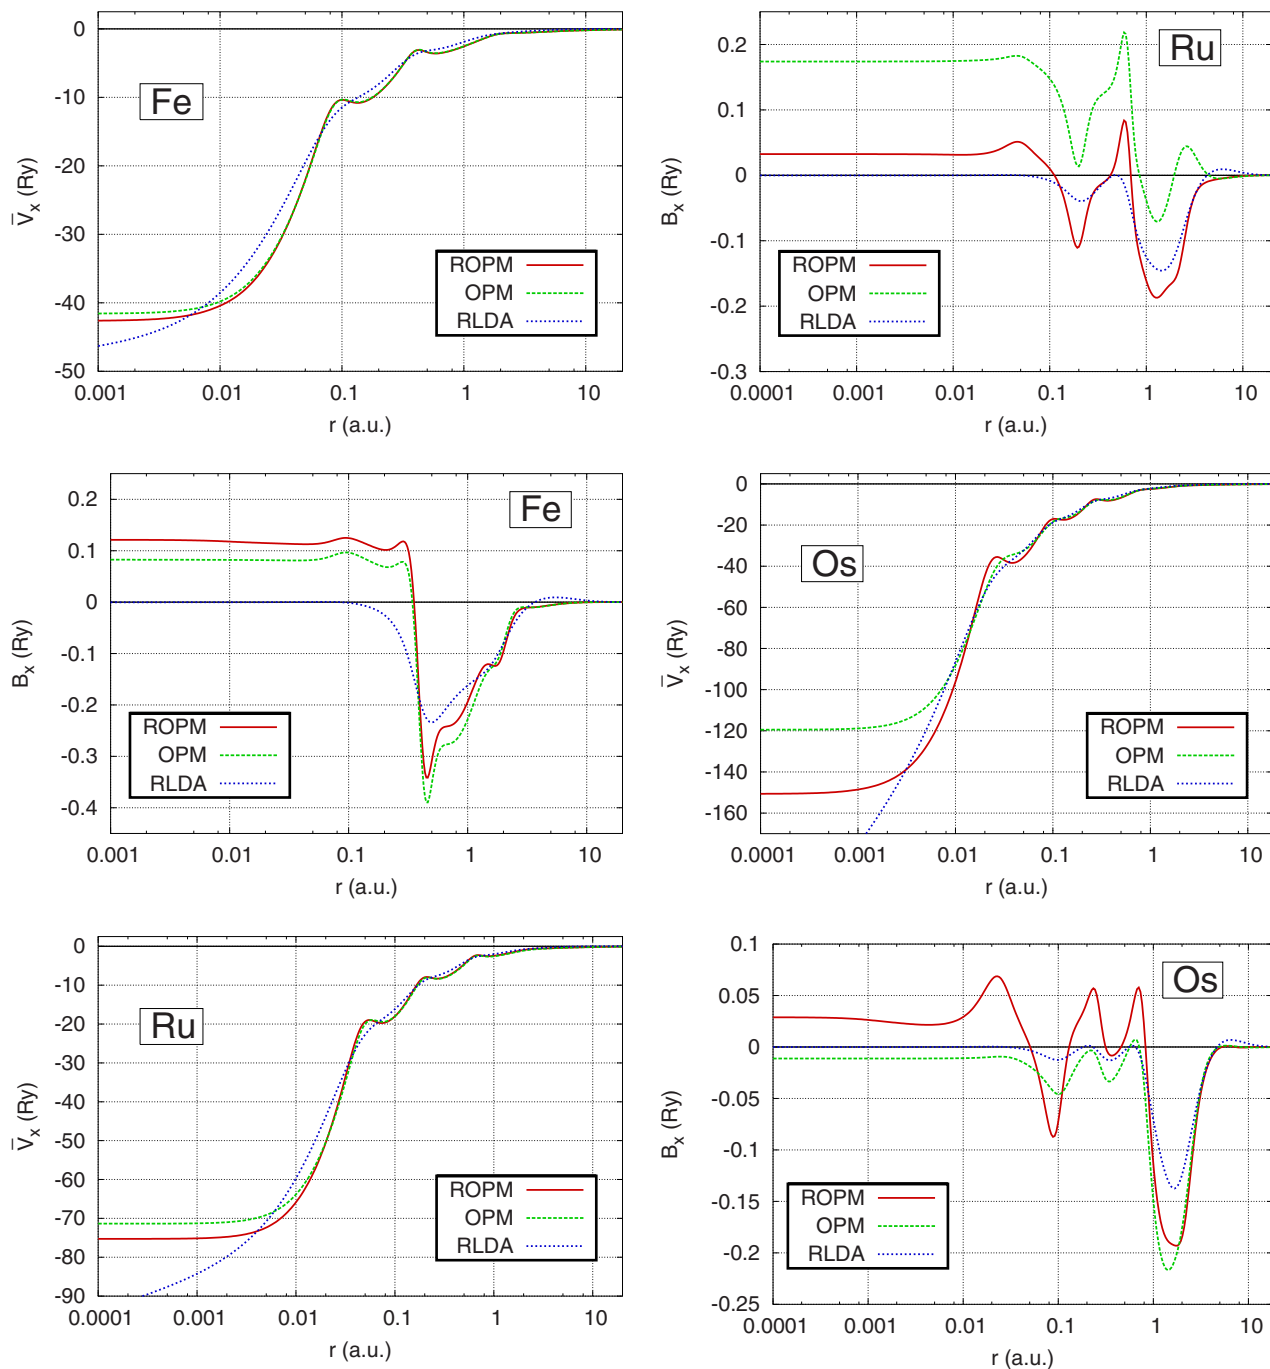 0
-10
-20
-30
-40
-50
V̄x (Ry)
Fe
ROPM
OPM
RLDA
0.001 0.01 0.1 1 10
r (a.u.)
0.2
0.1
0
-0.1
-0.2
-0.3
Bx (Ry)
Ru
ROPM
OPM
RLDA
0.0001 0.001 0.01 0.1 1 10
r (a.u.)
0.2
0.1
0
-0.1
-0.2
-0.3
-0.4
Bx (Ry)
Fe
ROPM
OPM
RLDA
0.001 0.01 0.1 1 10
r (a.u.)
0
-20
-40
-60
-80
-100
-120
-140
-160
V̄x (Ry)
Os
ROPM
OPM
RLDA
0.0001 0.001 0.01 0.1 1 10
r (a.u.)
0
-10
-20
-30
-40
-50
-60
-70
-80
-90
V̄x (Ry)
Ru
ROPM
OPM
RLDA
0.0001 0.001 0.01 0.1 1 10
r (a.u.)
0.1
0.05
0
-0.05
-0.1
-0.15
-0.2
-0.25
Bx (Ry)
Os
ROPM
OPM
RLDA
0.0001 0.001 0.01 0.1 1 10
r (a.u.)